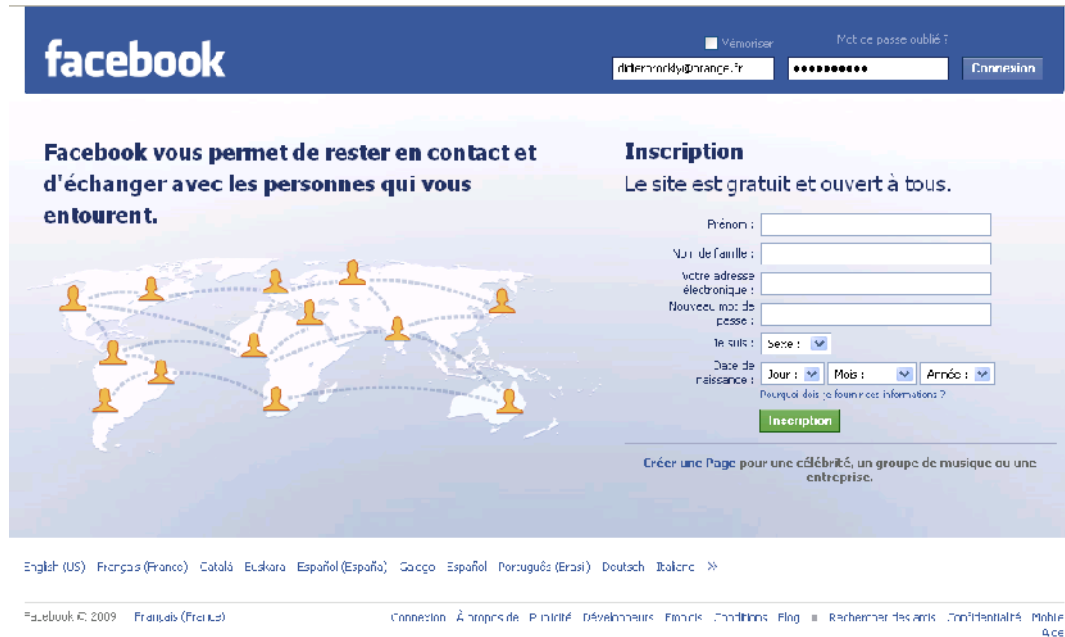 facebook
Mémoriser
Mot de passe oublié ?
Connexion
Facebook vous permet de rester en contact et
d'échanger avec les personnes qui vous
entourent.
Inscription
Le site est gratuit et ouvert à tous.
Prénom :
Nom de famille :
Votre adresse
électronique :
Nouveau mot de
passe :
Je suis :
Sexe :
Date de
naissance :
Jour : Mois : Année :
Pourquoi dois-je fournir ces informations ?
Inscription
Créer une Page pour une célébrité, un groupe de musique ou une
entreprise.
English (US) Français (France) Català Euskara Español (España) Galego Español Português (Brasil) Deutsch Italiano »
Facebook © 2009 Français (France) Connexion À propos de Publicité Développeurs Emplois Conditions Blog Rechercher des amis Confidentialité Mobile
Aide